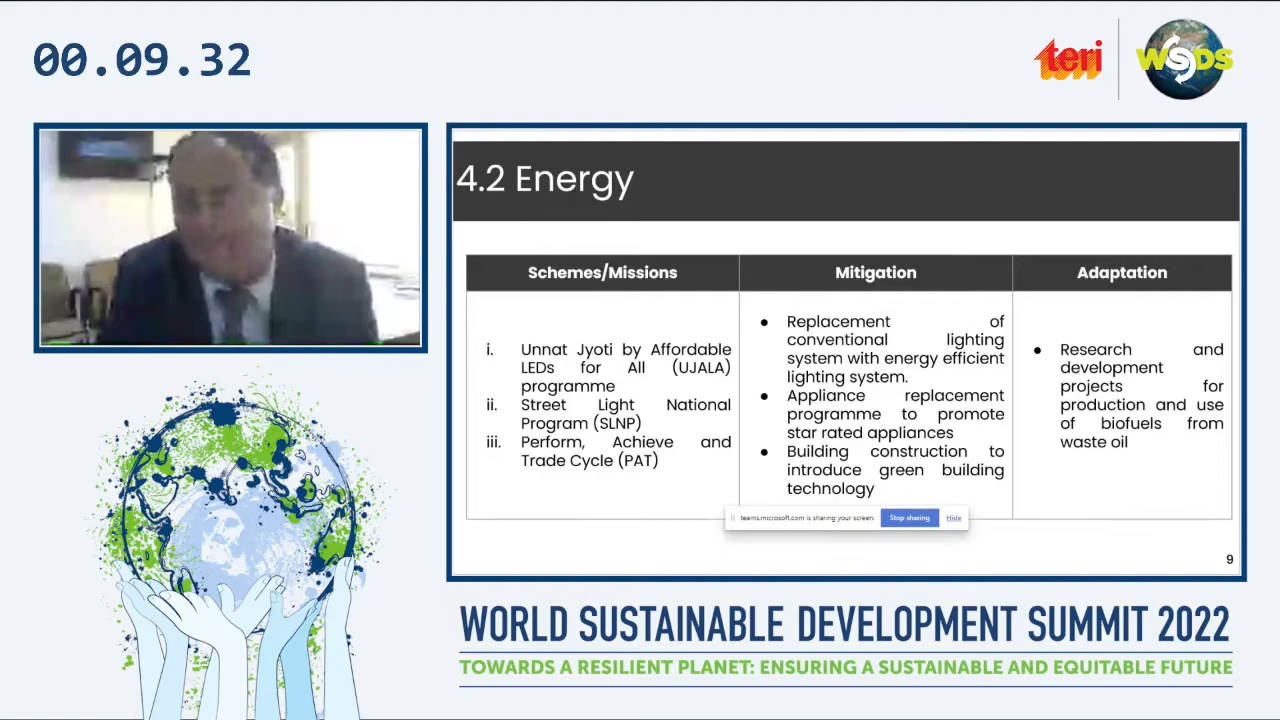 00.09.32
teri
WSDS
4.2 Energy
Schemes/Missions
Mitigation
Adaptation
i. Unnat Jyoti by Affordable
LEDs for All (UJALA)
programme
ii. Street Light National
Program (SLNP)
iii. Perform, Achieve and
Trade Cycle (PAT)
● Replacement of
conventional lighting
system with energy efficient
lighting system.
● Appliance replacement
programme to promote
star rated appliances
● Building construction to
introduce green building
technology
● Research and
development
projects for
production and use
of biofuels from
waste oil
teams.microsoft.com is sharing your screen.
Stop sharing
Hide
9
WORLD SUSTAINABLE DEVELOPMENT SUMMIT 2022
TOWARDS A RESILIENT PLANET: ENSURING A SUSTAINABLE AND EQUITABLE FUTURE